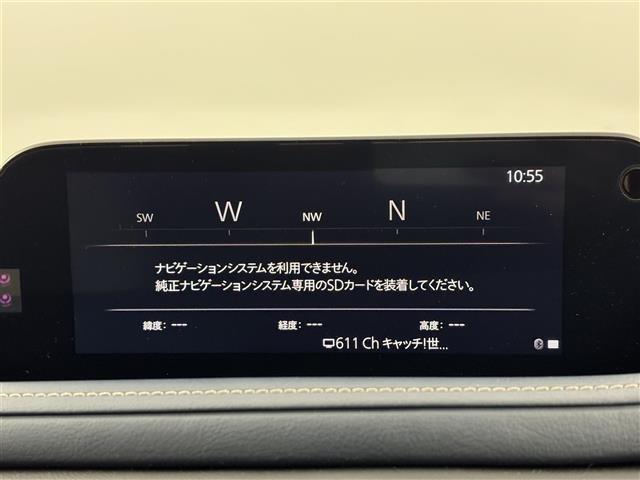 10:55
SW W NW N NE
ナビゲーションシステムを利用できません。
純正ナビゲーションシステム専用のSDカードを装着してください。
緯度: --- 経度: --- 高度: ---
611 Ch キャッチ!世...